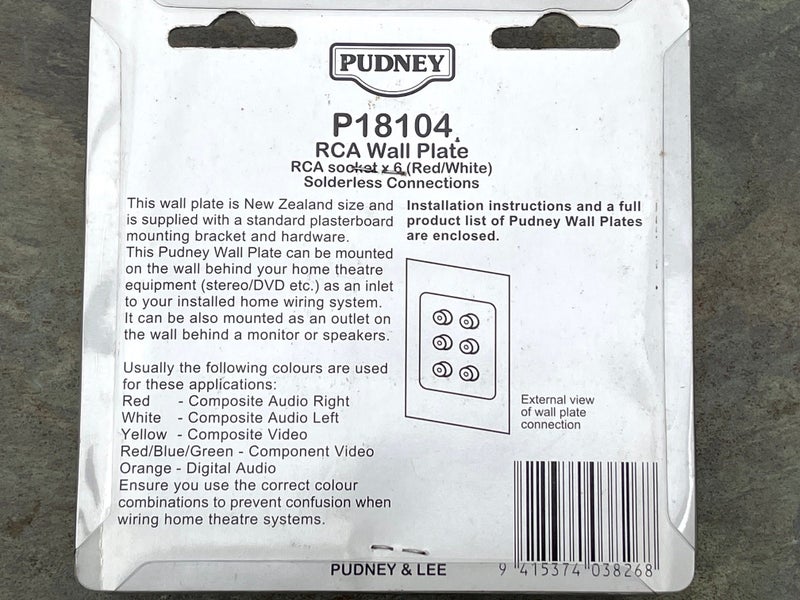 PUDNEY
P18104
RCA Wall Plate
RCA socket x 6 (Red/White)
Solderless Connections
This wall plate is New Zealand size and
is supplied with a standard plasterboard
mounting bracket and hardware.
This Pudney Wall Plate can be mounted
on the wall behind your home theatre
equipment (stereo/DVD etc.) as an inlet
to your installed home wiring system.
It can be also mounted as an outlet on
the wall behind a monitor or speakers.
Usually the following colours are used
for these applications:
Red - Composite Audio Right
White - Composite Audio Left
Yellow - Composite Video
Red/Blue/Green - Component Video
Orange - Digital Audio
Ensure you use the correct colour
combinations to prevent confusion when
wiring home theatre systems.
Installation instructions and a full
product list of Pudney Wall Plates
are enclosed.
External view
of wall plate
connection
PUDNEY & LEE
9 415374 038268